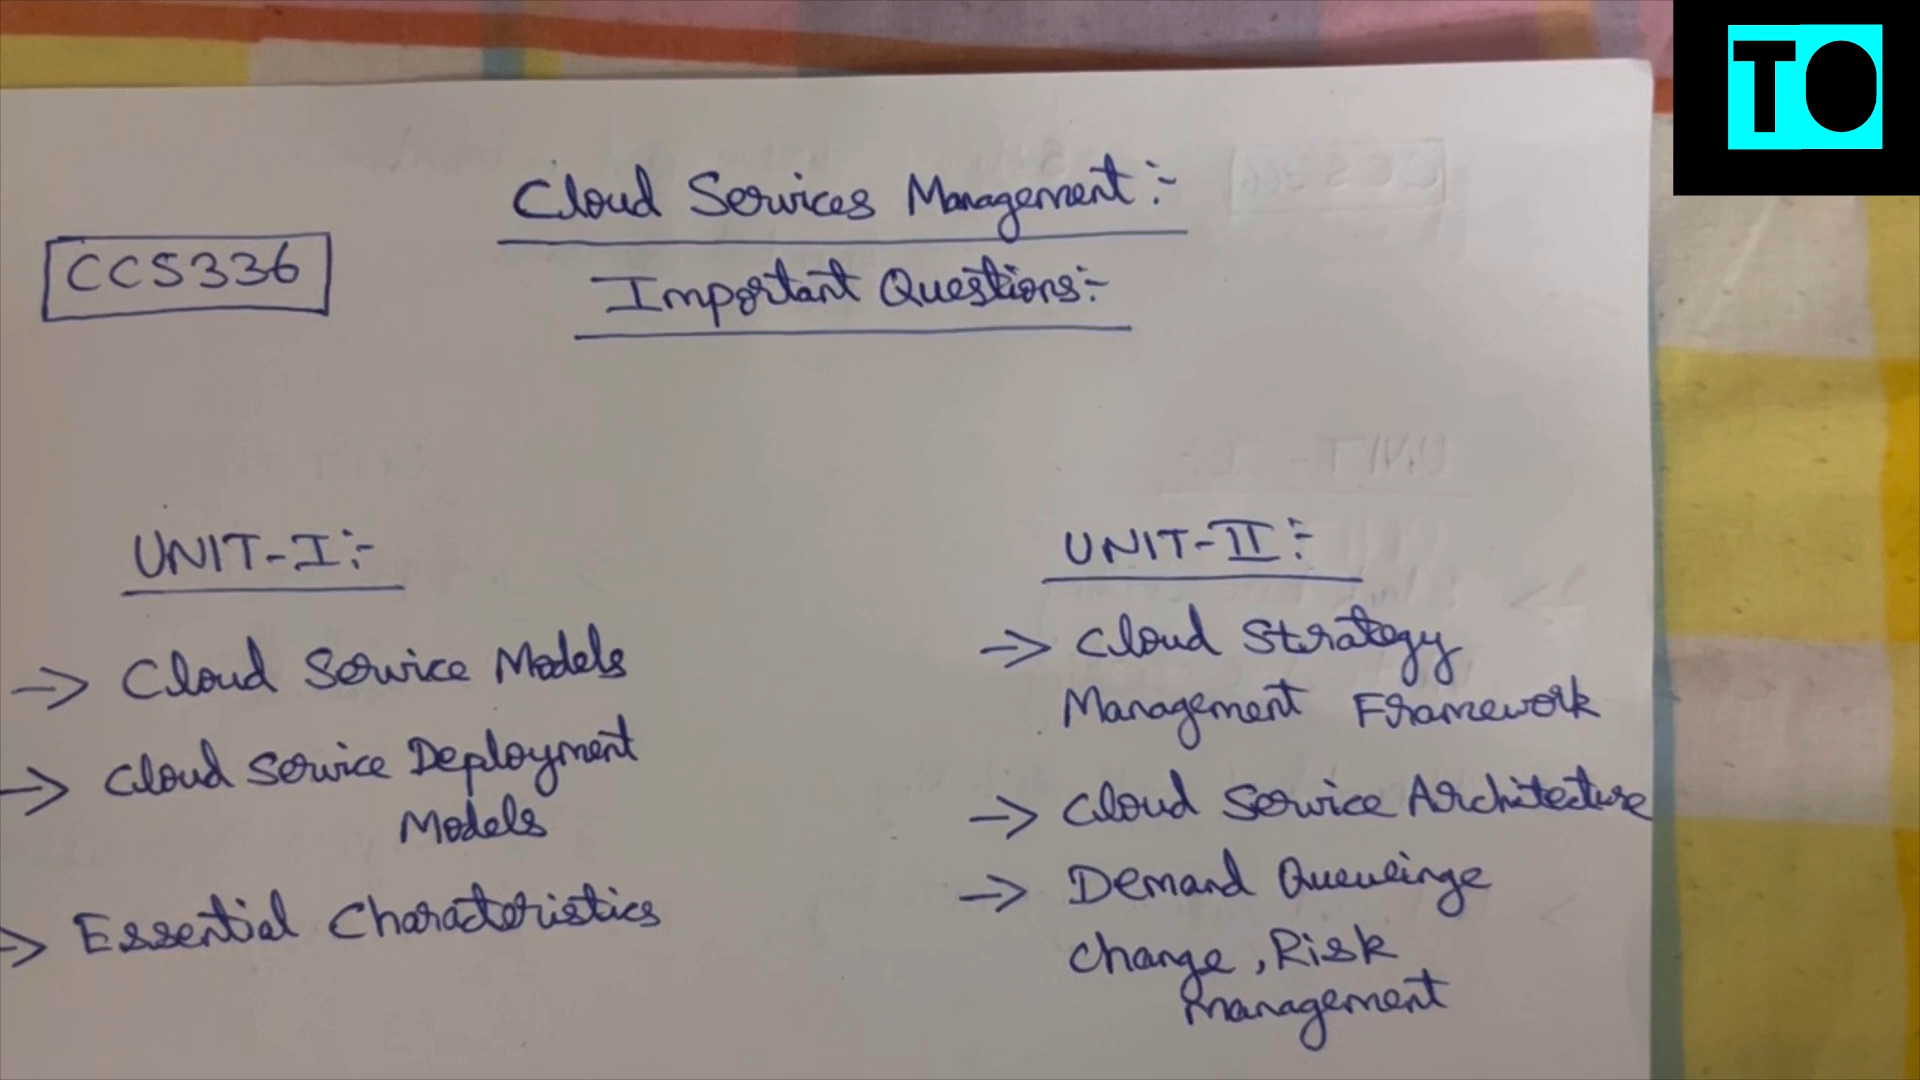 TO
Cloud Services Management:-
CCS336
Important Questions:-
UNIT-I:-
→ Cloud Service Models
→ Cloud Service Deployment
Models
→ Essential Characteristics
UNIT-II:-
→ Cloud Strategy
Management Framework
→ Cloud Service Architecture
→ Demand Queueinge
change, Risk
management